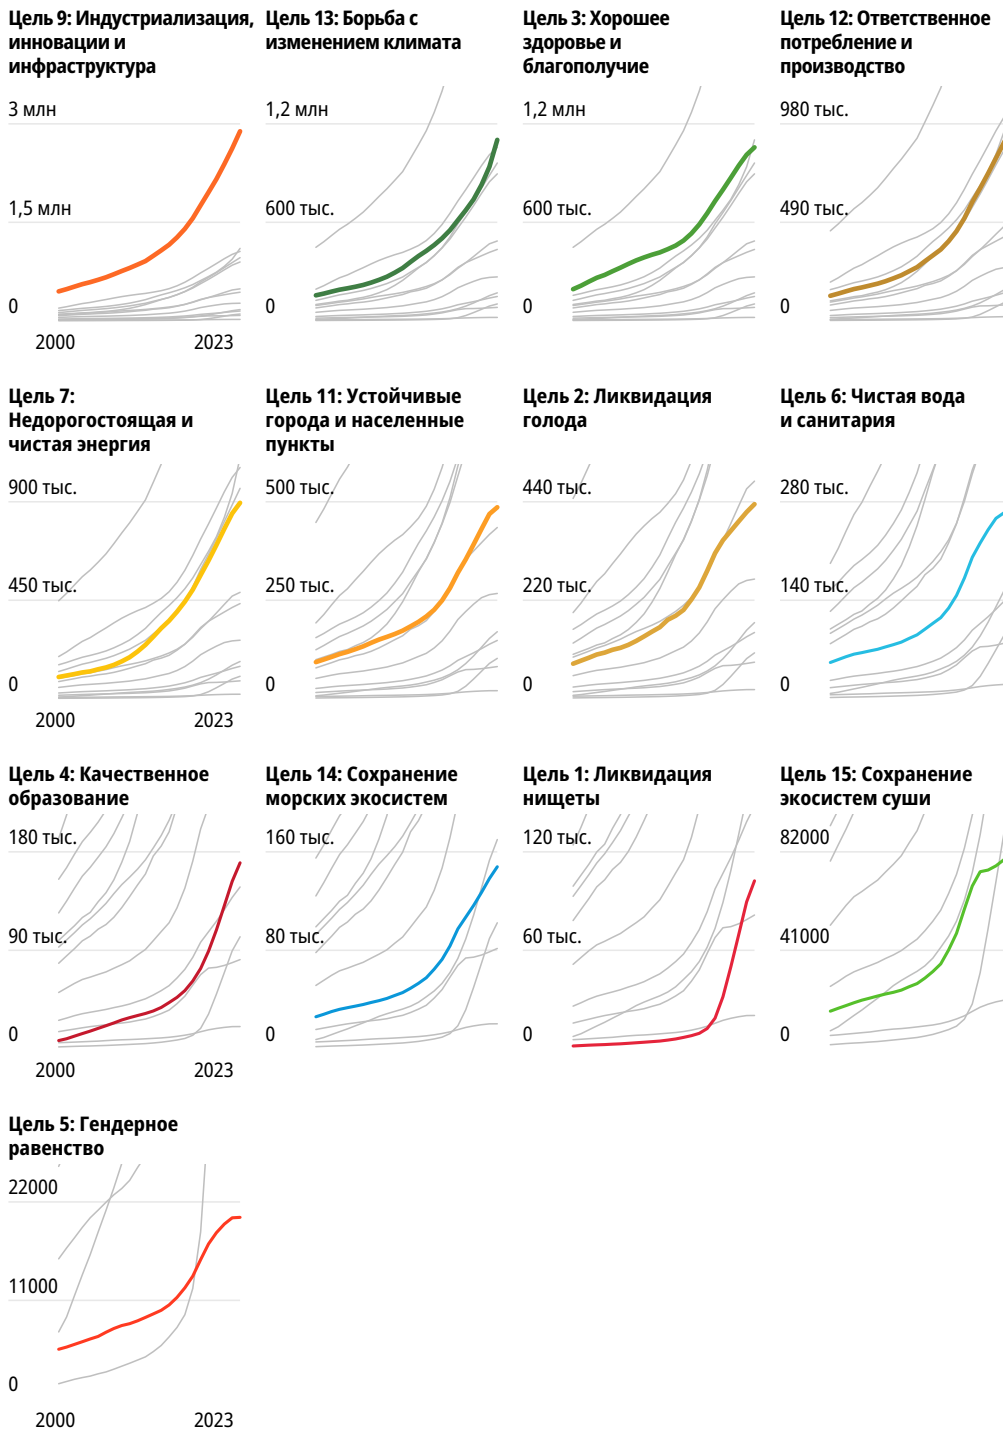 Цель 9: Индустриализация,
инновации и
инфраструктура
3 млн
1,5 млн
0
2000
2023
Цель 13: Борьба с
изменением климата
1,2 млн
600 тыс.
0
Цель 3: Хорошее
здоровье и
благополучие
1,2 млн
600 тыс.
0
Цель 12: Ответственное
потребление и
производство
980 тыс.
490 тыс.
0
Цель 7:
Недорогостоящая и
чистая энергия
900 тыс.
450 тыс.
0
2000
2023
Цель 11: Устойчивые
города и населенные
пункты
500 тыс.
250 тыс.
0
Цель 2: Ликвидация
голода
440 тыс.
220 тыс.
0
Цель 6: Чистая вода
и санитария
280 тыс.
140 тыс.
0
Цель 4: Качественное
образование
180 тыс.
90 тыс.
0
2000
2023
Цель 14: Сохранение
морских экосистем
160 тыс.
80 тыс.
0
Цель 1: Ликвидация
нищеты
120 тыс.
60 тыс.
0
Цель 15: Сохранение
экосистем суши
82000
41000
0
Цель 5: Гендерное
равенство
22000
11000
0
2000
2023